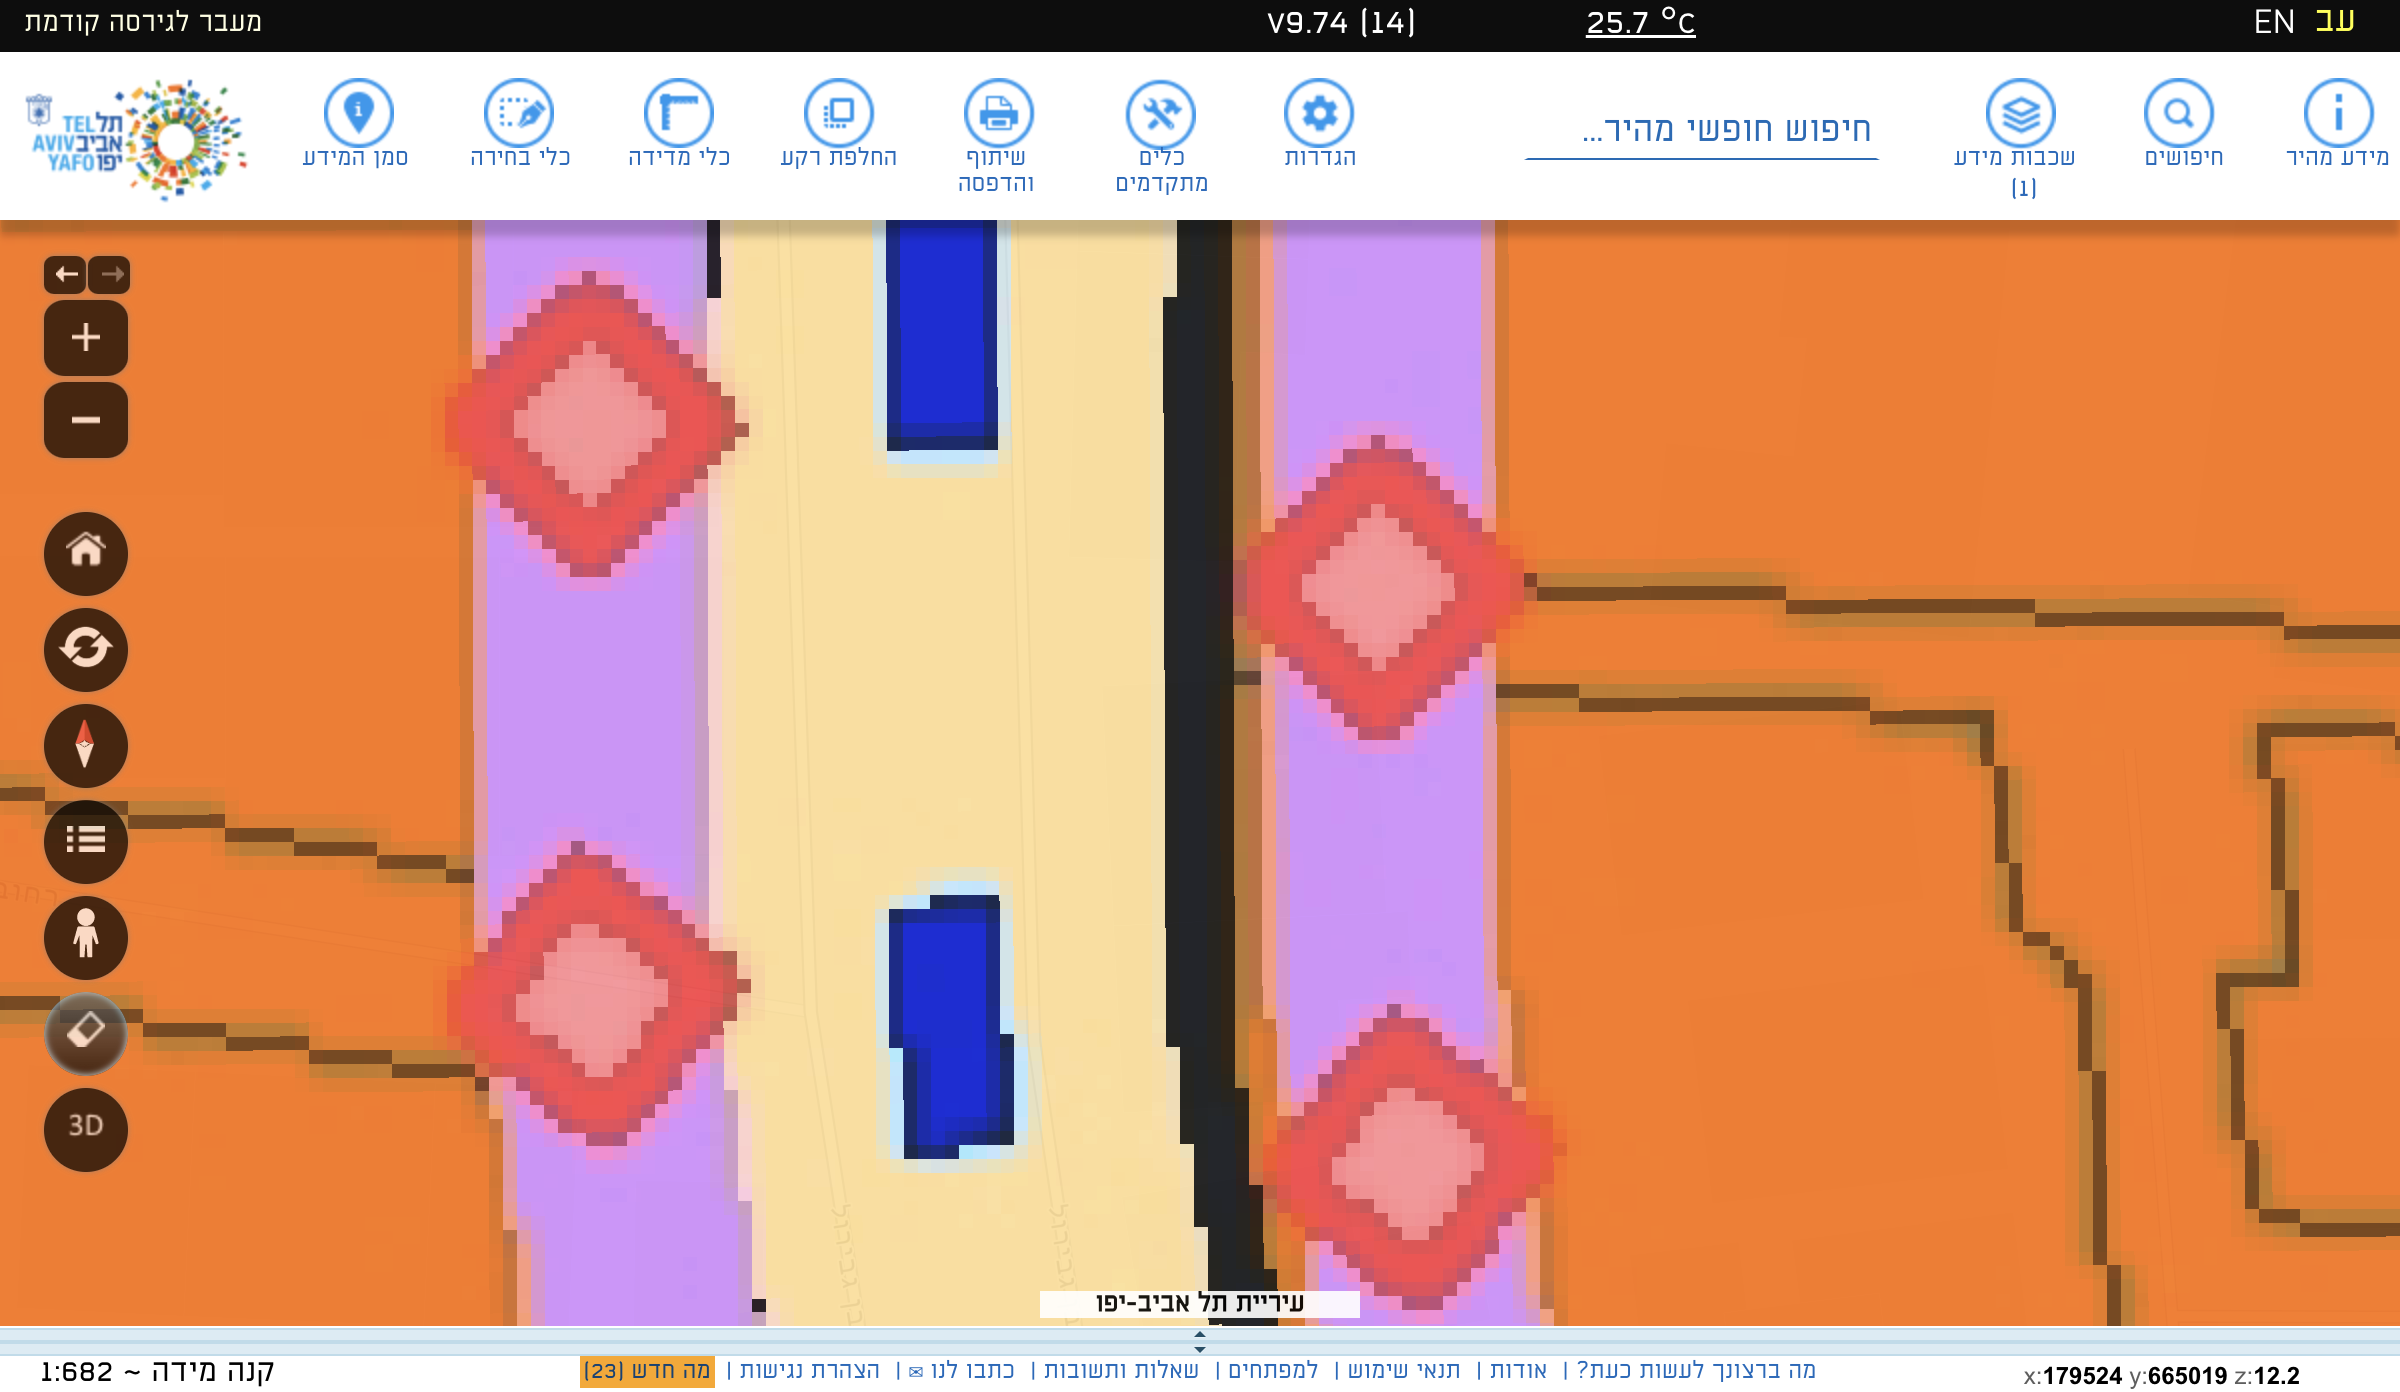 עב EN
25.7 °C
V9.74 (14)
מעבר לגירסה קודמת
מידע מהיר
חיפושים
שכבות מידע
(1)
חיפוש חופשי מהיר...
הגדרות
כלים
מתקדמים
שיתוף
והדפסה
החלפת רקע
כלי מדידה
כלי בחירה
סמן המידע
תל TEL
אביב AVIV
יפו YAFO
3D
אבן גבירול
עיריית תל אביב-יפו
x:179524 y:665019 z:12.2
מה ברצונך לעשות כעת? | אודות | תנאי שימוש | למפתחים | שאלות ותשובות | כתבו לנו ✉ | הצהרת נגישות | מה חדש (23)
קנה מידה ~ 1:682